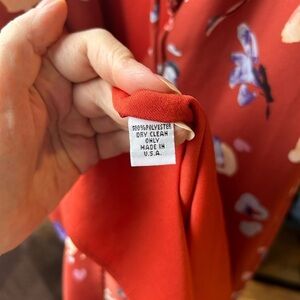 100% POLYESTER
DRY CLEAN
ONLY
MADE IN
U.S.A.